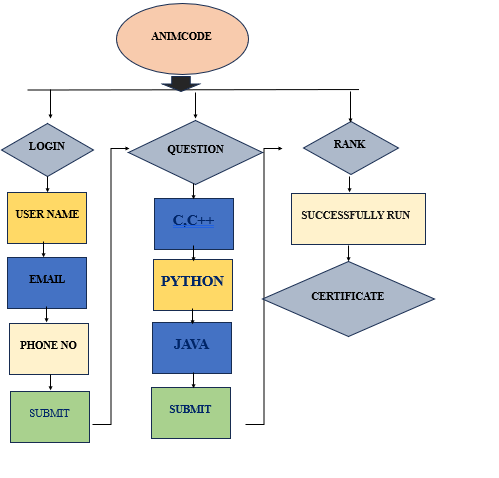 ANIMCODE
LOGIN
USER NAME
EMAIL
PHONE NO
SUBMIT
QUESTION
C,C++
PYTHON
JAVA
SUBMIT
RANK
SUCCESSFULLY RUN
CERTIFICATE